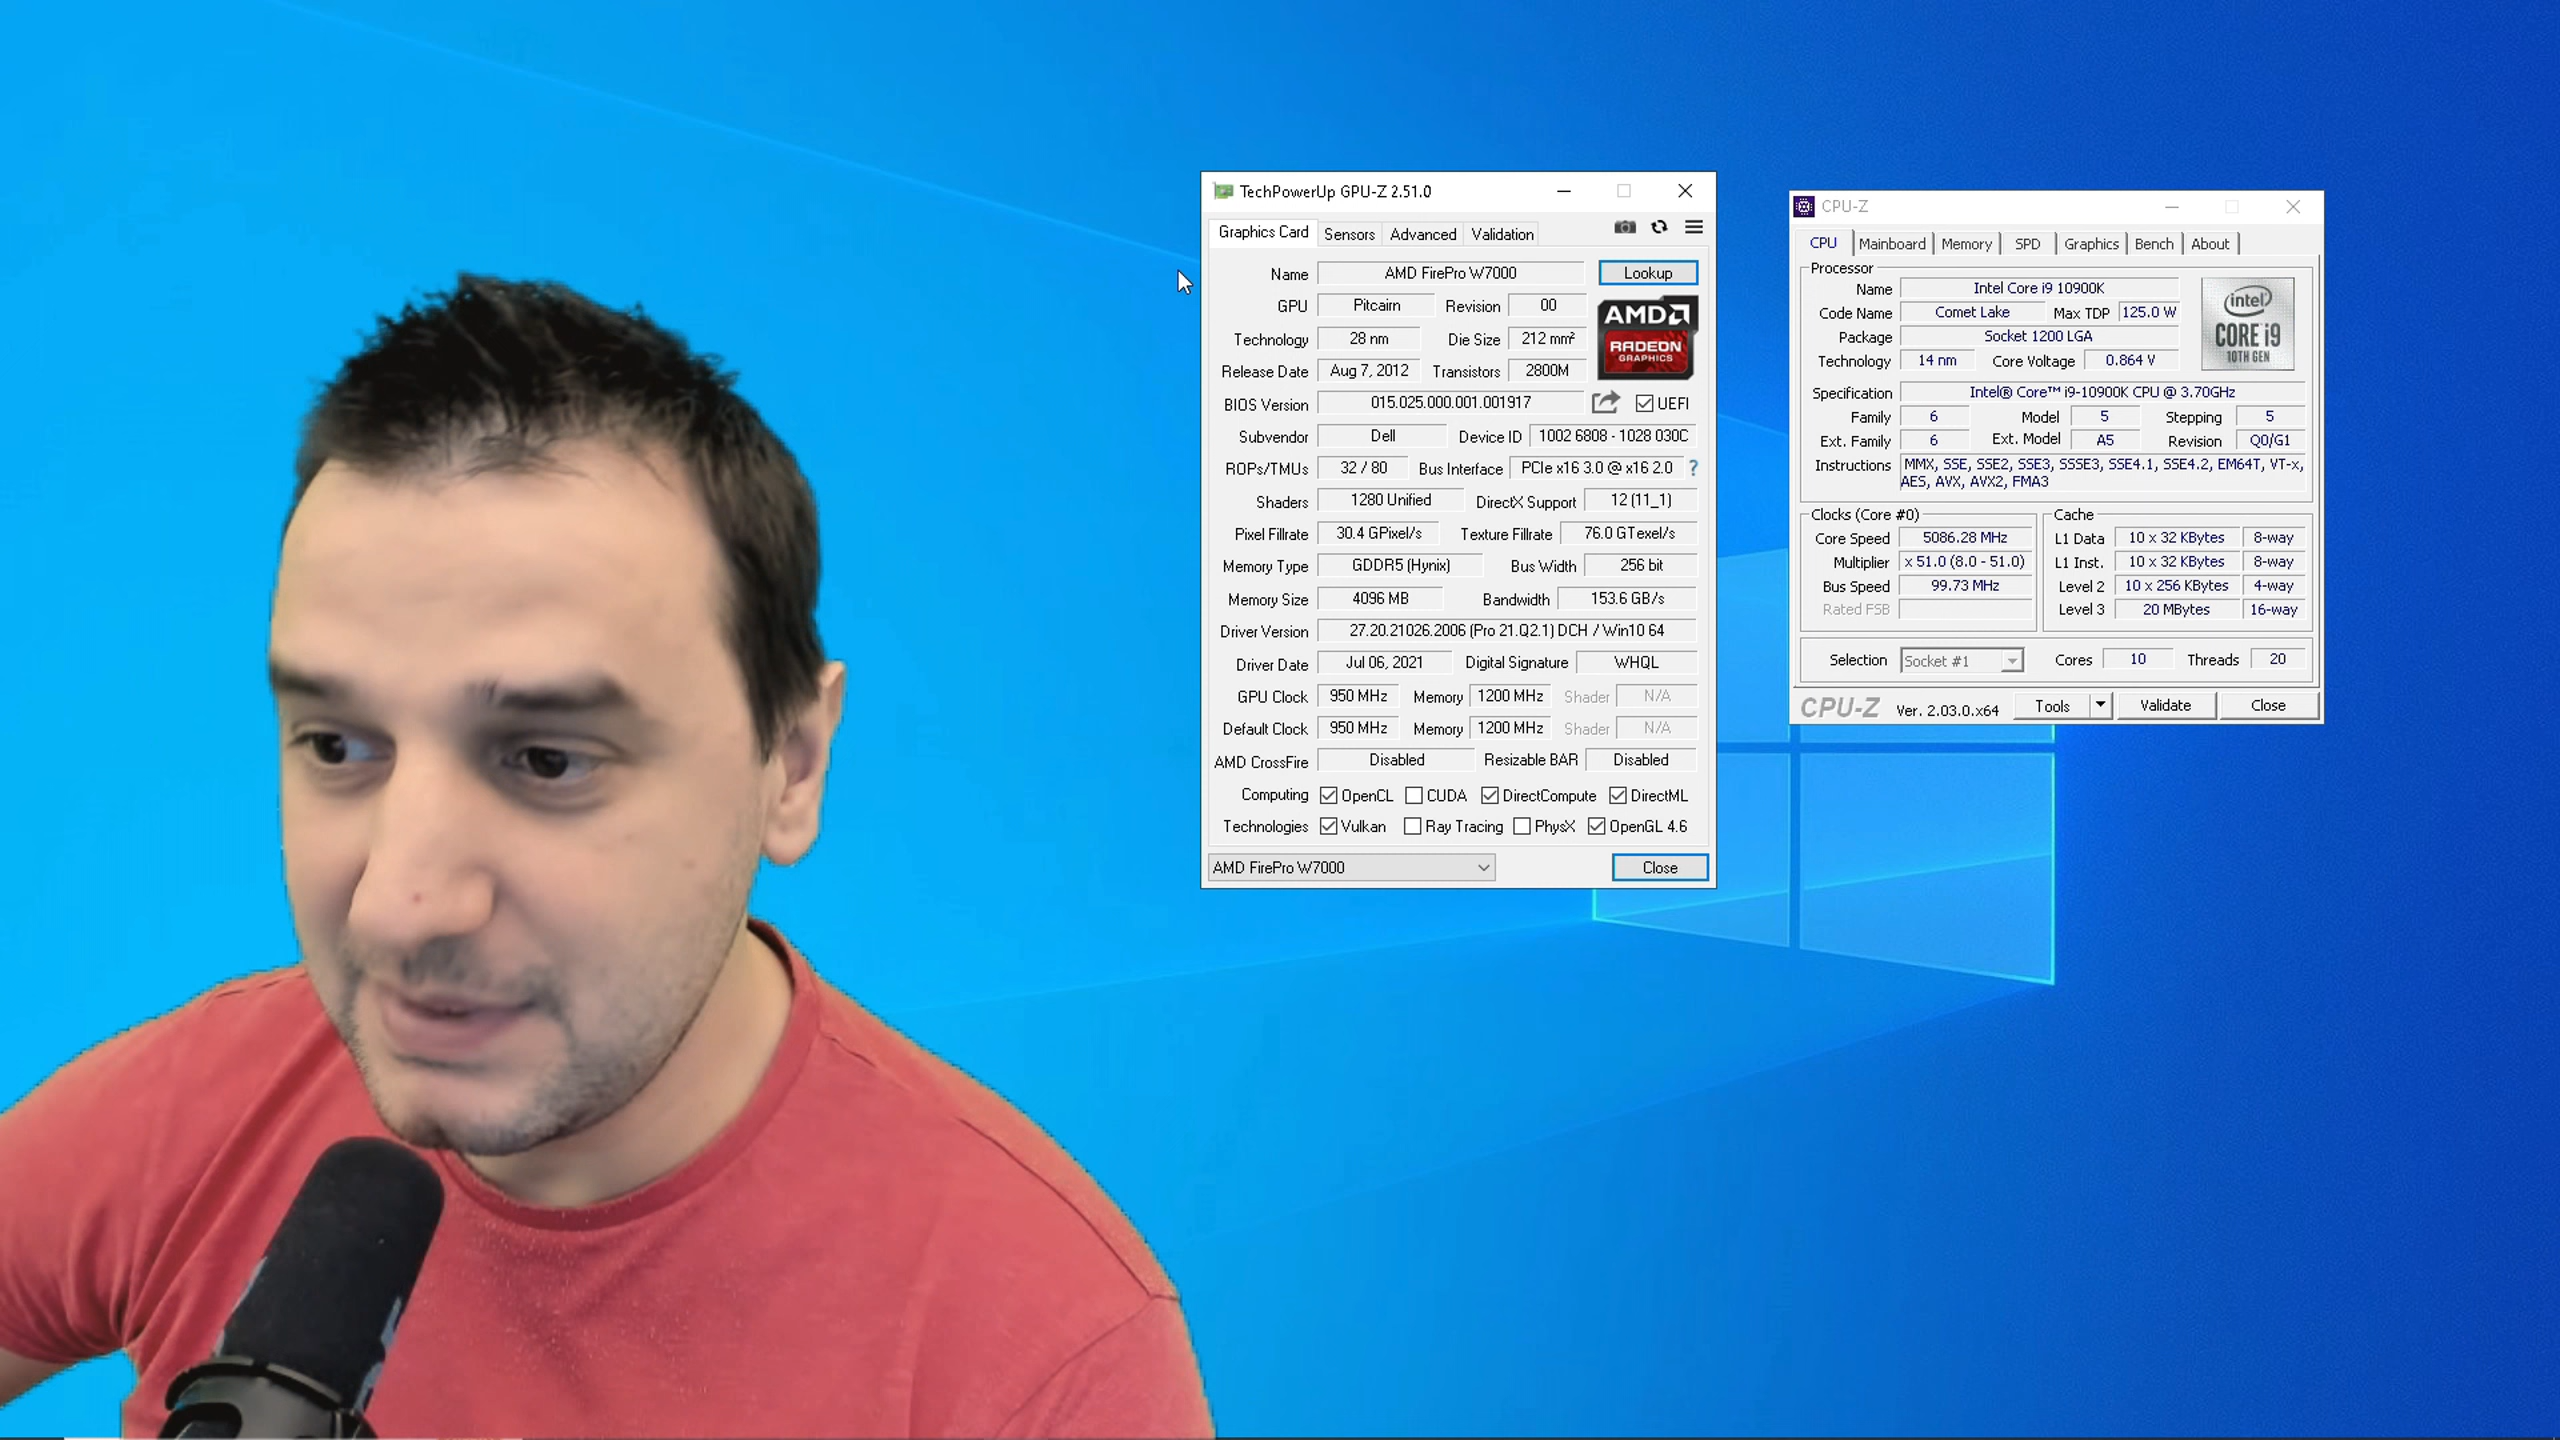 TechPowerUp GPU-Z 2.51.0
Graphics Card Sensors Advanced Validation
Name AMD FirePro W7000 Lookup
GPU Pitcairn Revision 00
AMD
RADEON
GRAPHICS
Technology 28 nm Die Size 212 mm²
Release Date Aug 7, 2012 Transistors 2800M
BIOS Version 015.025.000.001.001917 UEFI
Subvendor Dell Device ID 1002 6808 - 1028 030C
ROPs/TMUs 32 / 80 Bus Interface PCIe x16 3.0 @ x16 2.0 ?
Shaders 1280 Unified DirectX Support 12 (11_1)
Pixel Fillrate 30.4 GPixel/s Texture Fillrate 76.0 GTexel/s
Memory Type GDDR5 (Hynix) Bus Width 256 bit
Memory Size 4096 MB Bandwidth 153.6 GB/s
Driver Version 27.20.21026.2006 (Pro 21.Q2.1) DCH / Win10 64
Driver Date Jul 06, 2021 Digital Signature WHQL
GPU Clock 950 MHz Memory 1200 MHz Shader N/A
Default Clock 950 MHz Memory 1200 MHz Shader N/A
AMD CrossFire Disabled Resizable BAR Disabled
Computing OpenCL CUDA DirectCompute DirectML
Technologies Vulkan Ray Tracing PhysX OpenGL 4.6
AMD FirePro W7000 Close
CPU-Z
CPU Mainboard Memory SPD Graphics Bench About
Processor
Name Intel Core i9 10900K
Code Name Comet Lake Max TDP 125.0 W
Package Socket 1200 LGA
Technology 14 nm Core Voltage 0.864 V
intel
CORE i9
10TH GEN
Specification Intel® Core™ i9-10900K CPU @ 3.70GHz
Family 6 Model 5 Stepping 5
Ext. Family 6 Ext. Model A5 Revision Q0/G1
Instructions MMX, SSE, SSE2, SSE3, SSSE3, SSE4.1, SSE4.2, EM64T, VT-x,
AES, AVX, AVX2, FMA3
Clocks (Core #0) Cache
Core Speed 5086.28 MHz L1 Data 10 x 32 KBytes 8-way
Multiplier x 51.0 (8.0 - 51.0) L1 Inst. 10 x 32 KBytes 8-way
Bus Speed 99.73 MHz Level 2 10 x 256 KBytes 4-way
Rated FSB Level 3 20 MBytes 16-way
Selection Socket #1 Cores 10 Threads 20
CPU-Z Ver. 2.03.0.x64 Tools Validate Close